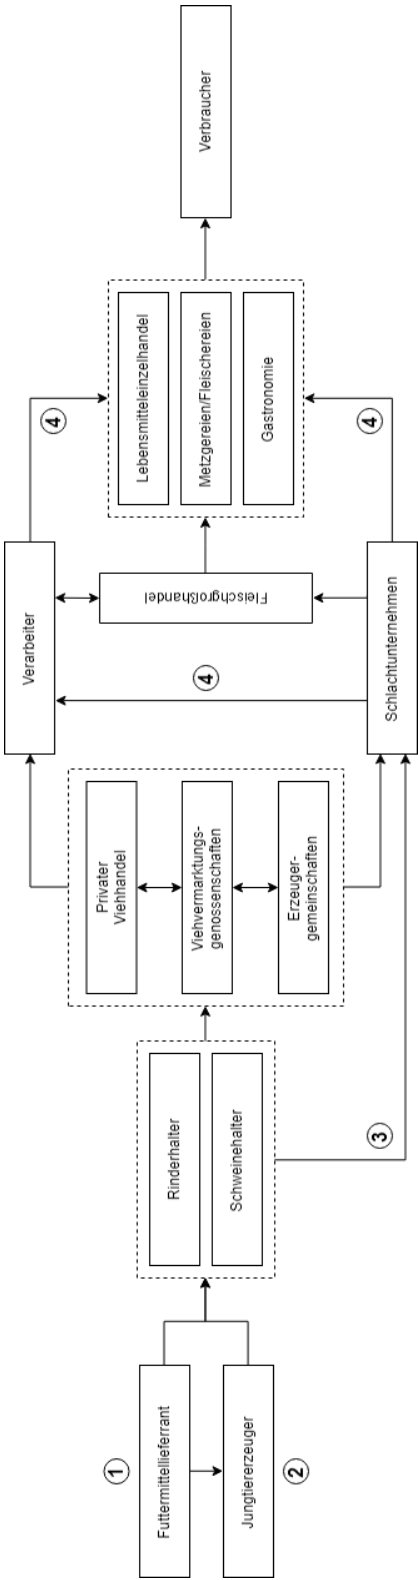 1
Futtermittellieferrant
Jungtiererzeuger
2
Rinderhalter
Schweinehalter
3
Privater
Viehhandel
Viehvermarktungs-
genossenschaften
Erzeuger-
gemeinschaften
Verarbeiter
4
Fleischgroßhandel
Schlachtunternehmen
4
Lebensmitteleinzelhandel
Metzgereien/Fleischereien
Gastronomie
4
Verbraucher